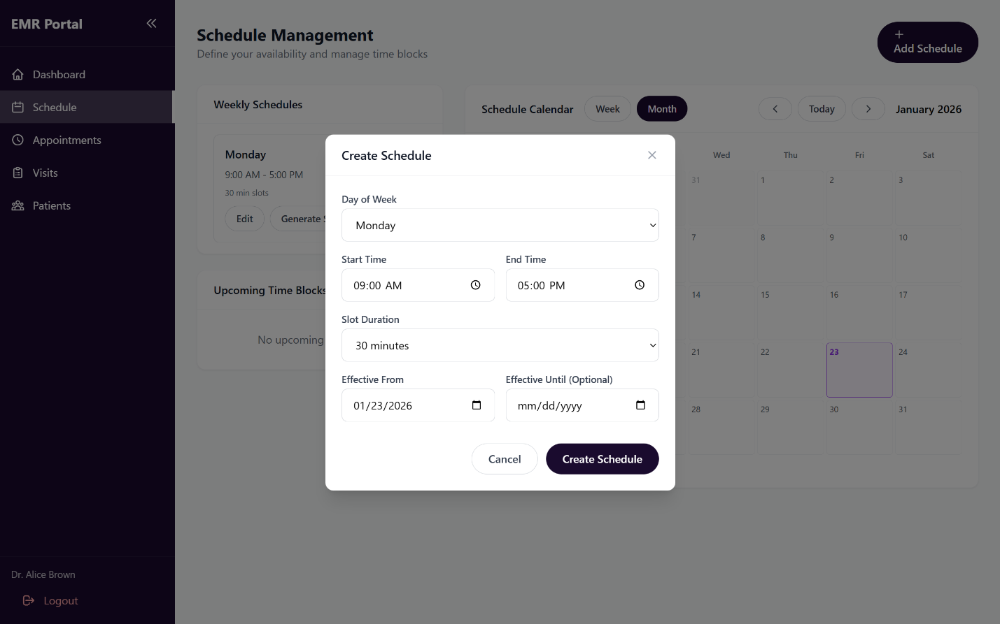 EMR Portal
Dashboard
Schedule
Appointments
Visits
Patients
Dr. Alice Brown
Logout
Schedule Management
Define your availability and manage time blocks
+
Add Schedule
Weekly Schedules
Monday
9:00 AM - 5:00 PM
30 min slots
Edit
Generate
Upcoming Time Blocks
No upcoming
Schedule Calendar
Week
Month
Today
January 2026
Wed Thu Fri Sat
31 1 2 3
7 8 9 10
14 15 16 17
21 22 23 24
28 29 30 31
Create Schedule
Day of Week
Monday
Start Time End Time
09:00 AM 05:00 PM
Slot Duration
30 minutes
Effective From Effective Until (Optional)
01/23/2026 mm/dd/yyyy
Cancel Create Schedule